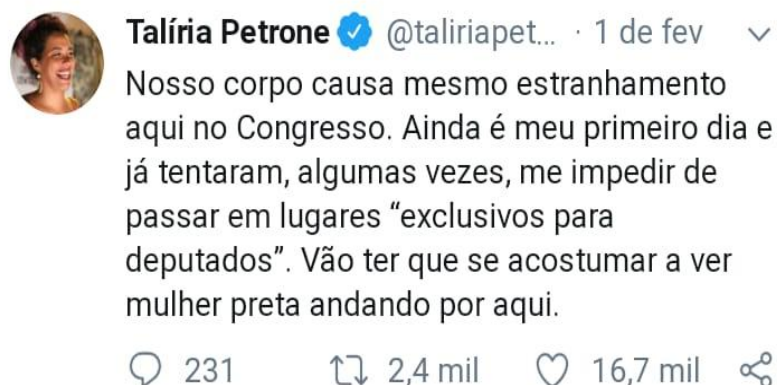 Talíria Petrone @taliriapet... · 1 de fev
Nosso corpo causa mesmo estranhamento
aqui no Congresso. Ainda é meu primeiro dia e
já tentaram, algumas vezes, me impedir de
passar em lugares “exclusivos para
deputados”. Vão ter que se acostumar a ver
mulher preta andando por aqui.
231 2,4 mil 16,7 mil